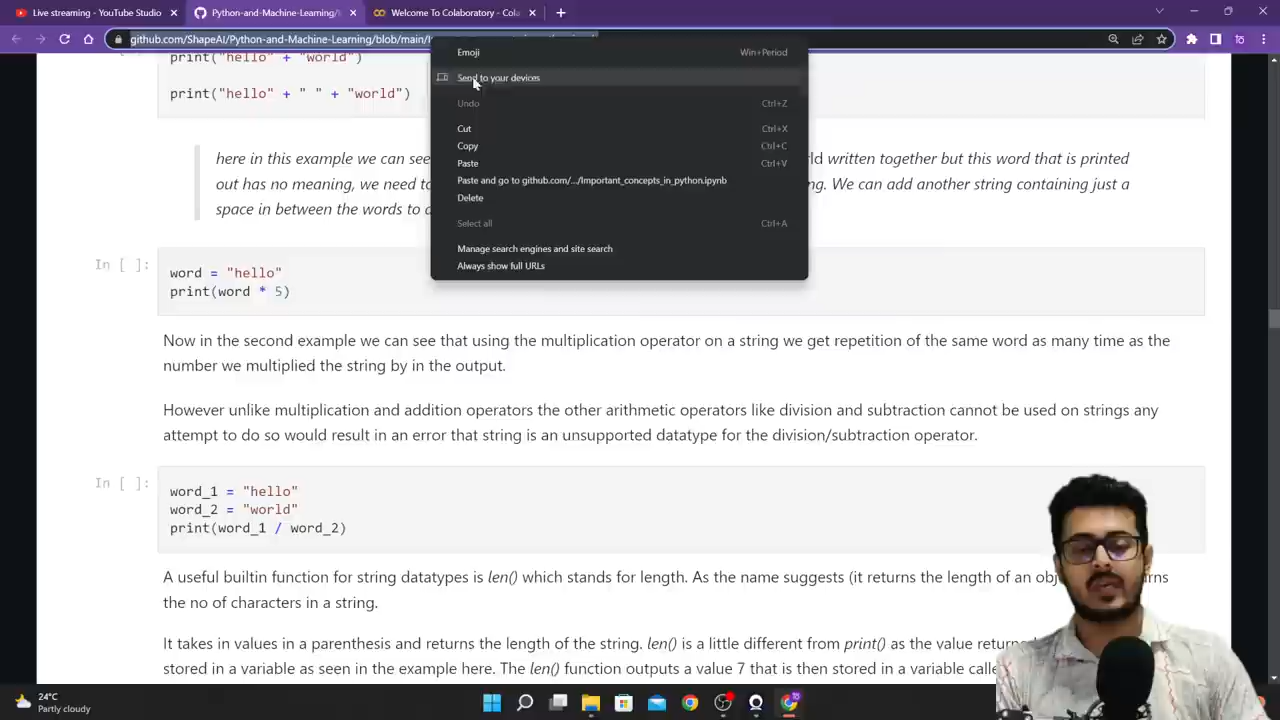 Live streaming - YouTube Studio
Python-and-Machine-Learning/I
Welcome To Colaboratory - Cola
github.com/ShapeAI/Python-and-Machine-Learning/blob/main/I
print("hello" + "world")
print("hello" + " " + "world")
Emoji Win+Period
Send to your devices
Undo Ctrl+Z
Cut Ctrl+X
Copy Ctrl+C
Paste Ctrl+V
Paste and go to github.com/.../Important_concepts_in_python.ipynb
Delete
Select all Ctrl+A
Manage search engines and site search
Always show full URLs
here in this example we can see written together but this word that is printed
out has no meaning, we need to We can add another string containing just a
space in between the words to
In [ ]:
word = "hello"
print(word * 5)
Now in the second example we can see that using the multiplication operator on a string we get repetition of the same word as many time as the
number we multiplied the string by in the output.
However unlike multiplication and addition operators the other arithmetic operators like division and subtraction cannot be used on strings any
attempt to do so would result in an error that string is an unsupported datatype for the division/subtraction operator.
In [ ]:
word_1 = "hello"
word_2 = "world"
print(word_1 / word_2)
A useful builtin function for string datatypes is len() which stands for length. As the name suggests (it returns the length of an
the no of characters in a string.
It takes in values in a parenthesis and returns the length of the string. len() is a little different from print() as the value
stored in a variable as seen in the example here. The len() function outputs a value 7 that is then stored in a variable
24°C
Partly cloudy